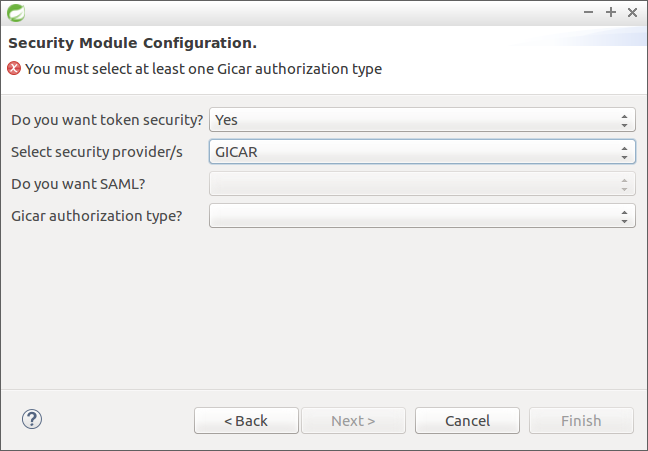 Security Module Configuration.
You must select at least one Gicar authorization type
Do you want token security? Yes
Select security provider/s GICAR
Do you want SAML?
Gicar authorization type?
? < Back Next > Cancel Finish